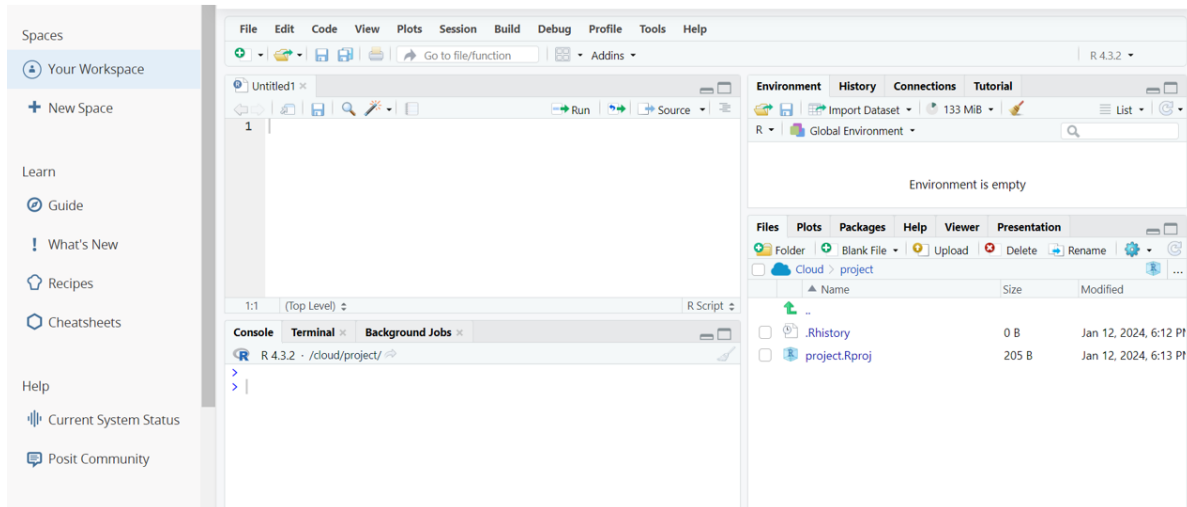 Spaces
Your Workspace
New Space
Learn
Guide
What's New
Recipes
Cheatsheets
Help
Current System Status
Posit Community
File Edit Code View Plots Session Build Debug Profile Tools Help
Go to file/function Addins R 4.3.2
Untitled1
Run Source
1
1:1 (Top Level) R Script
Console Terminal Background Jobs
R 4.3.2 · /cloud/project/
>
>
Environment History Connections Tutorial
Import Dataset 133 MiB List
R Global Environment
Environment is empty
Files Plots Packages Help Viewer Presentation
Folder Blank File Upload Delete Rename
Cloud > project ...
Name Size Modified
..
.Rhistory 0 B Jan 12, 2024, 6:12 PM
project.Rproj 205 B Jan 12, 2024, 6:13 PM